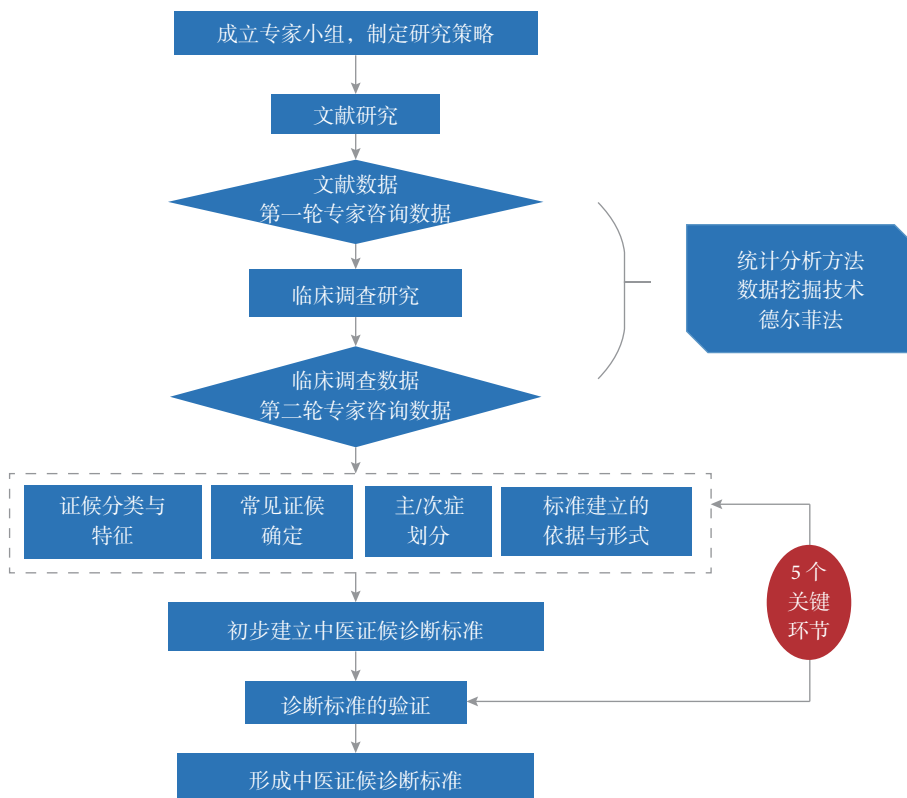 成立专家小组，制定研究策略
文献研究
文献数据
第一轮专家咨询数据
临床调查研究
统计分析方法
数据挖掘技术
德尔菲法
临床调查数据
第二轮专家咨询数据
证候分类与
特征
常见证候
确定
主/次症
划分
标准建立的
依据与形式
5 个
关键
环节
初步建立中医证候诊断标准
诊断标准的验证
形成中医证候诊断标准